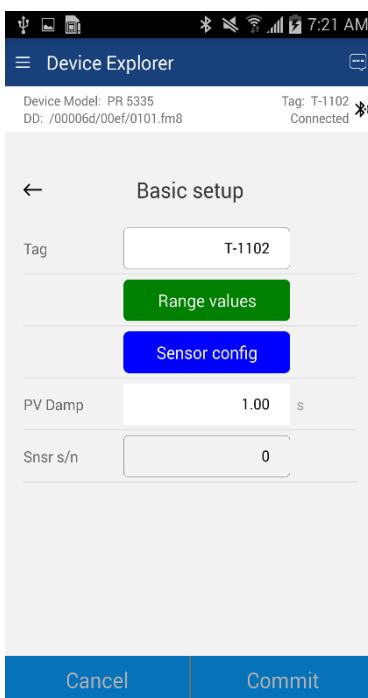 7:21 AM
Device Explorer
Device Model: PR 5335
Tag: T-1102
DD: /00006d/00ef/0101.fm8
Connected
Basic setup
Tag
T-1102
Range values
Sensor config
PV Damp
1.00
s
Snsr s/n
0
Cancel
Commit